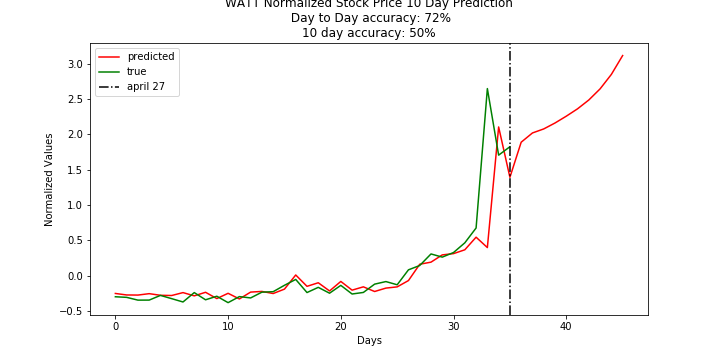 WATT Normalized Stock Price 10 Day Prediction
Day to Day accuracy: 72%
10 day accuracy: 50%
predicted
true
april 27
3.0
2.5
2.0
1.5
1.0
0.5
0.0
−0.5
Normalized Values
0
10
20
30
40
Days